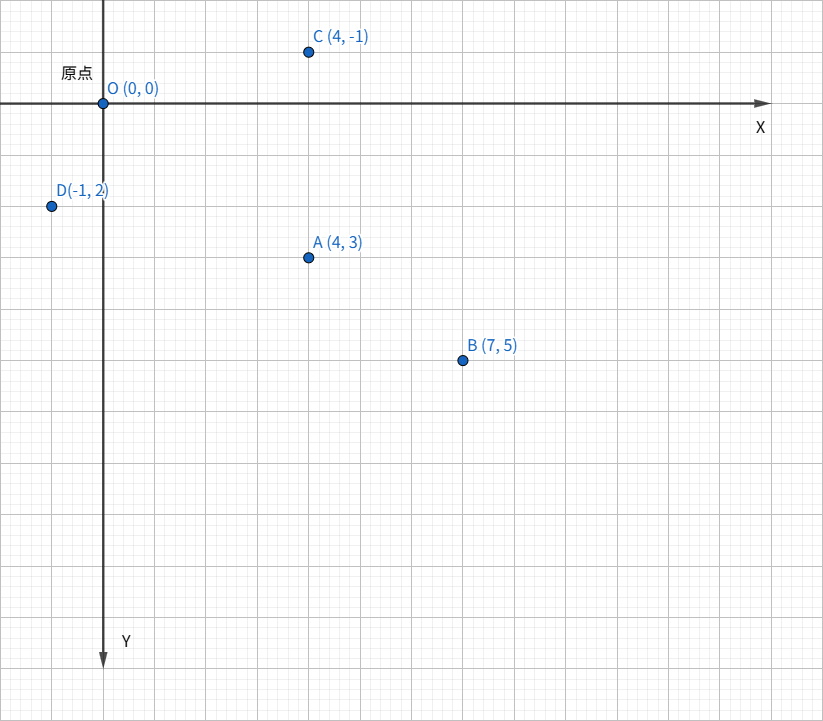 C (4, -1)
原点
O (0, 0)
X
D(-1, 2)
A (4, 3)
B (7, 5)
Y